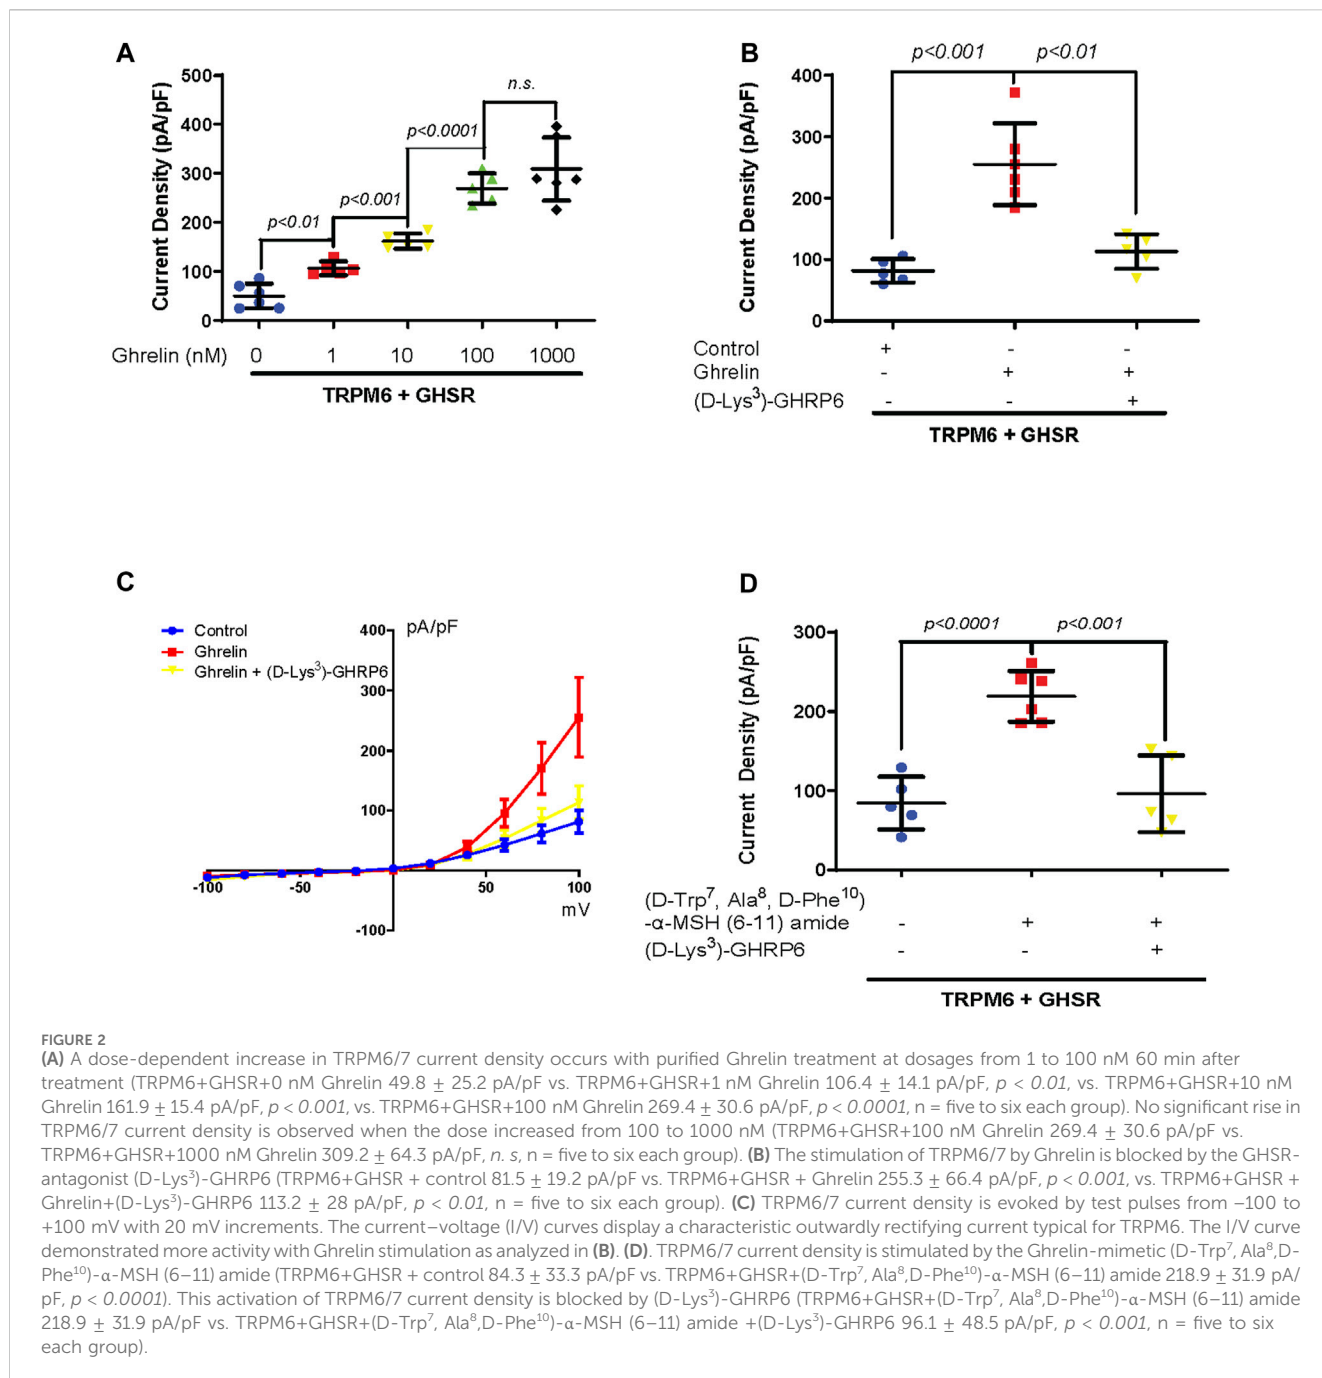 A
Current Density (pA/pF)
500
400
300
200
100
0
p<0.01
p<0.001
p<0.0001
n.s.
Ghrelin (nM) 0 1 10 100 1000
TRPM6 + GHSR
B
Current Density (pA/pF)
400
300
200
100
0
p<0.001 p<0.01
Control + - -
Ghrelin - + +
(D-Lys³)-GHRP6 - - +
TRPM6 + GHSR
C
Control
Ghrelin
Ghrelin + (D-Lys³)-GHRP6
pA/pF
400
300
200
100
-100
-100 -50 50 100
mV
D
Current Density (pA/pF)
300
200
100
0
p<0.0001 p<0.001
(D-Trp⁷, Ala⁸, D-Phe¹⁰)
-α-MSH (6-11) amide - + +
(D-Lys³)-GHRP6 - - +
TRPM6 + GHSR
FIGURE 2
(A) A dose-dependent increase in TRPM6/7 current density occurs with purified Ghrelin treatment at dosages from 1 to 100 nM 60 min after
treatment (TRPM6+GHSR+0 nM Ghrelin 49.8 ± 25.2 pA/pF vs. TRPM6+GHSR+1 nM Ghrelin 106.4 ± 14.1 pA/pF, p < 0.01, vs. TRPM6+GHSR+10 nM
Ghrelin 161.9 ± 15.4 pA/pF, p < 0.001, vs. TRPM6+GHSR+100 nM Ghrelin 269.4 ± 30.6 pA/pF, p < 0.0001, n = five to six each group). No significant rise in
TRPM6/7 current density is observed when the dose increased from 100 to 1000 nM (TRPM6+GHSR+100 nM Ghrelin 269.4 ± 30.6 pA/pF vs.
TRPM6+GHSR+1000 nM Ghrelin 309.2 ± 64.3 pA/pF, n. s, n = five to six each group). (B) The stimulation of TRPM6/7 by Ghrelin is blocked by the GHSR-
antagonist (D-Lys³)-GHRP6 (TRPM6+GHSR + control 81.5 ± 19.2 pA/pF vs. TRPM6+GHSR + Ghrelin 255.3 ± 66.4 pA/pF, p < 0.001, vs. TRPM6+GHSR +
Ghrelin+(D-Lys³)-GHRP6 113.2 ± 28 pA/pF, p < 0.01, n = five to six each group). (C) TRPM6/7 current density is evoked by test pulses from –100 to
+100 mV with 20 mV increments. The current–voltage (I/V) curves display a characteristic outwardly rectifying current typical for TRPM6. The I/V curve
demonstrated more activity with Ghrelin stimulation as analyzed in (B). (D). TRPM6/7 current density is stimulated by the Ghrelin-mimetic (D-Trp⁷, Ala⁸,D-
Phe¹⁰)-α-MSH (6–11) amide (TRPM6+GHSR + control 84.3 ± 33.3 pA/pF vs. TRPM6+GHSR+(D-Trp⁷, Ala⁸,D-Phe¹⁰)-α-MSH (6–11) amide 218.9 ± 31.9 pA/
pF, p < 0.0001). This activation of TRPM6/7 current density is blocked by (D-Lys³)-GHRP6 (TRPM6+GHSR+(D-Trp⁷, Ala⁸,D-Phe¹⁰)-α-MSH (6–11) amide
218.9 ± 31.9 pA/pF vs. TRPM6+GHSR+(D-Trp⁷, Ala⁸,D-Phe¹⁰)-α-MSH (6–11) amide +(D-Lys³)-GHRP6 96.1 ± 48.5 pA/pF, p < 0.001, n = five to six
each group).